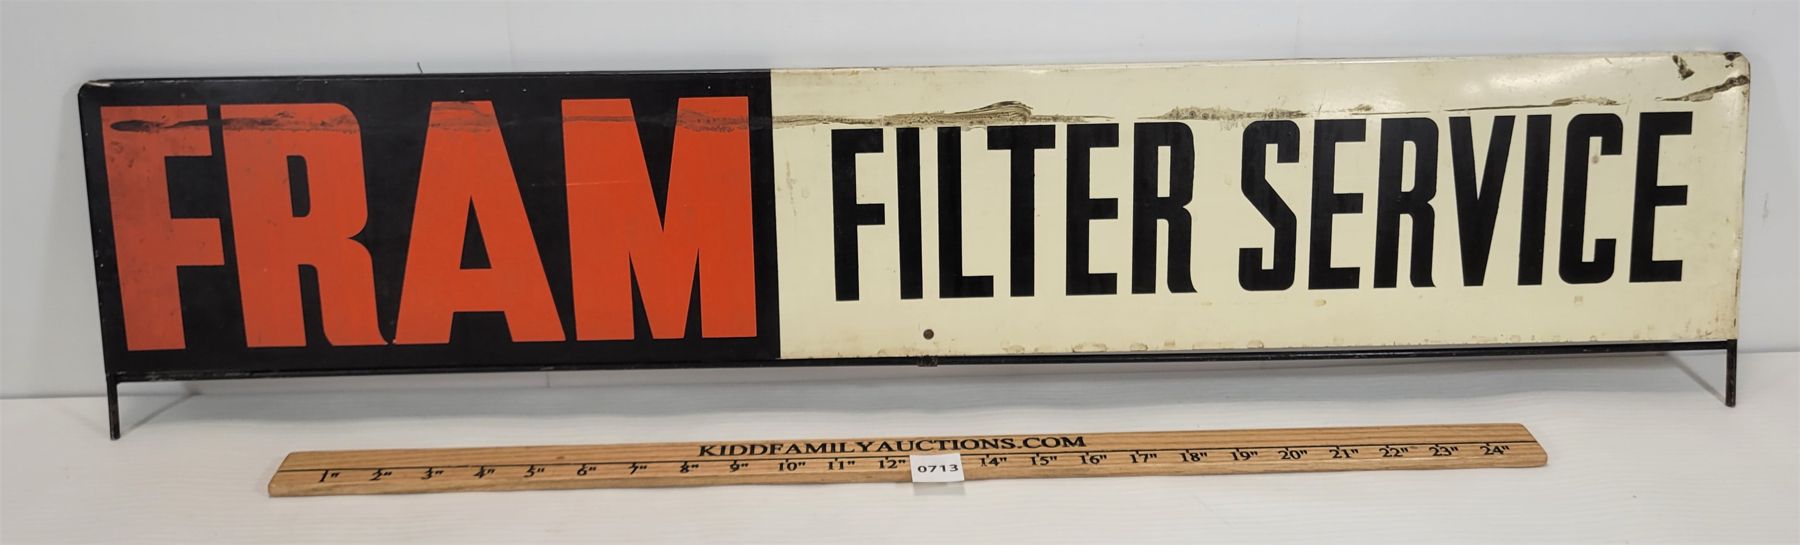 FRAM FILTER SERVICE
KIDDFAMILYAUCTIONS.COM
1" 2" 3" 4" 5" 6" 7" 8" 9" 10" 11" 12" 0713 14" 15" 16" 17" 18" 19" 20" 21" 22" 23" 24"